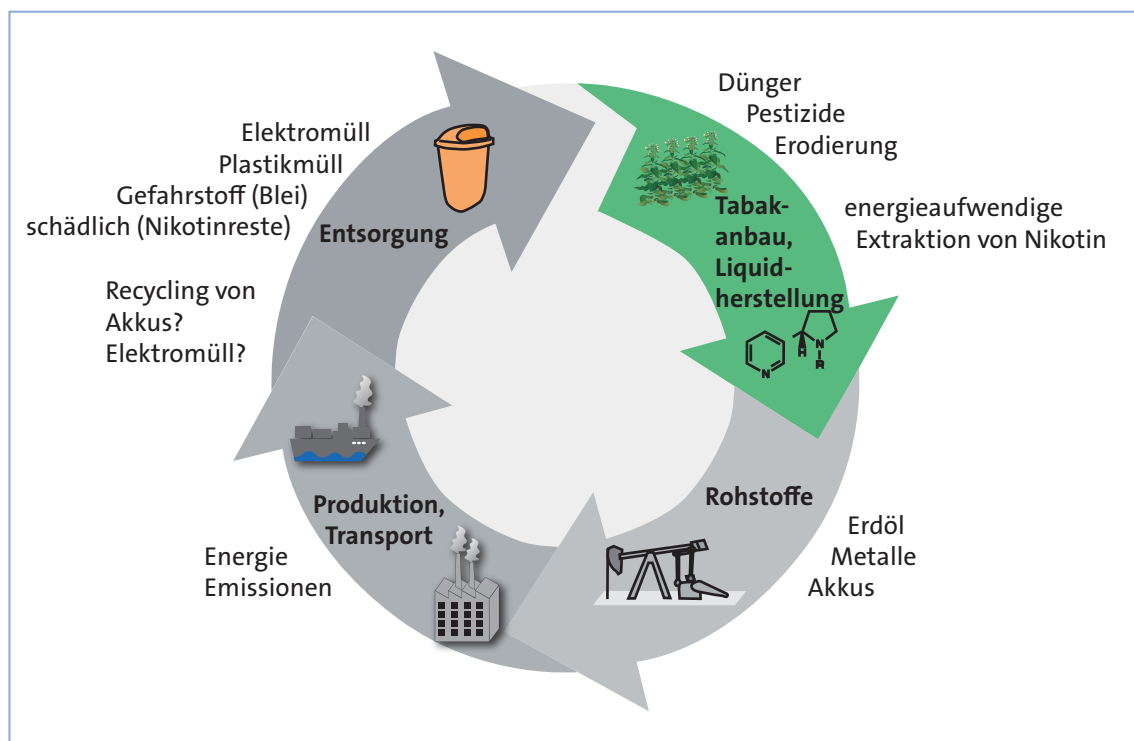 Dünger
Pestizide
Erodierung
Tabak-
anbau,
Liquid-
herstellung
energieaufwendige
Extraktion von Nikotin
N
H
N
R
Rohstoffe
Erdöl
Metalle
Akkus
Produktion,
Transport
Energie
Emissionen
Entsorgung
Elektromüll
Plastikmüll
Gefahrstoff (Blei)
schädlich (Nikotinreste)
Recycling von
Akkus?
Elektromüll?